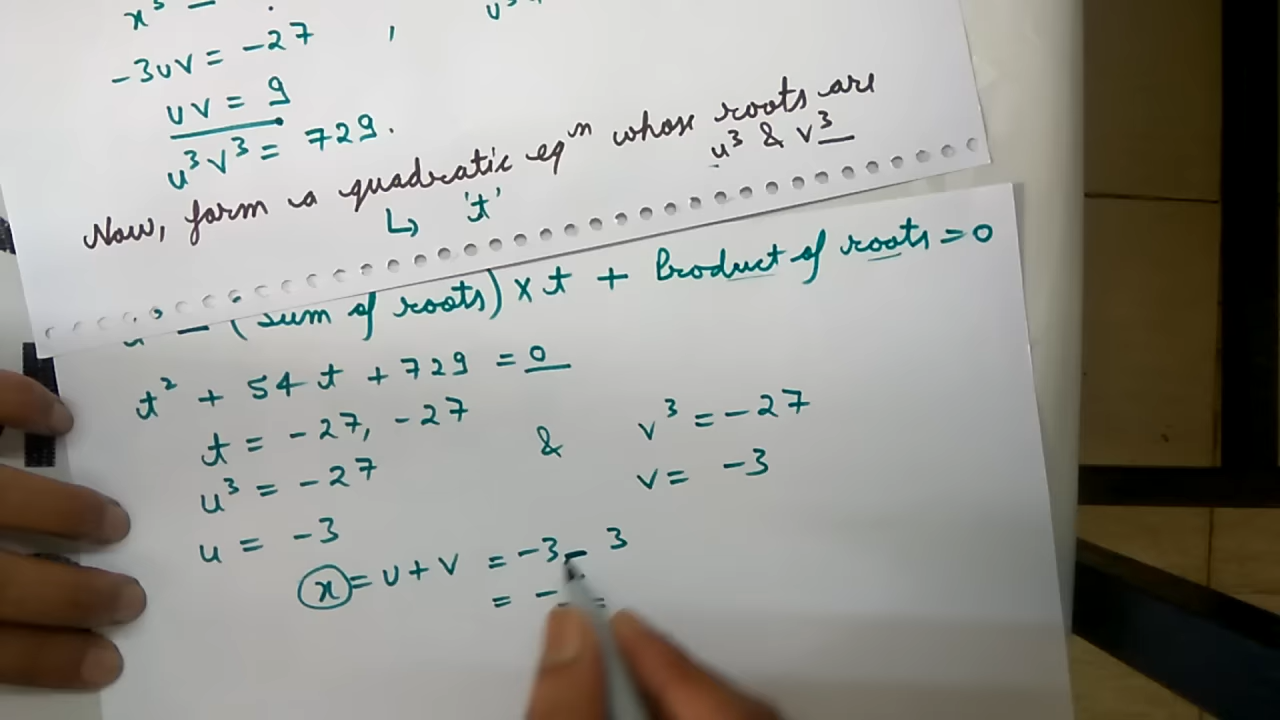 x³ –
-3uv = -27 ,
uv = 9
u³v³ = 729.
Now, form a quadratic eqⁿ whose roots are
u³ & v³
↳ 't'
– (Sum of roots) × t + Product of roots = 0
t² + 54t + 729 = 0
t = -27, -27
u³ = -27 & v³ = -27
u = -3 v = -3
x = u + v = -3 - 3
= -